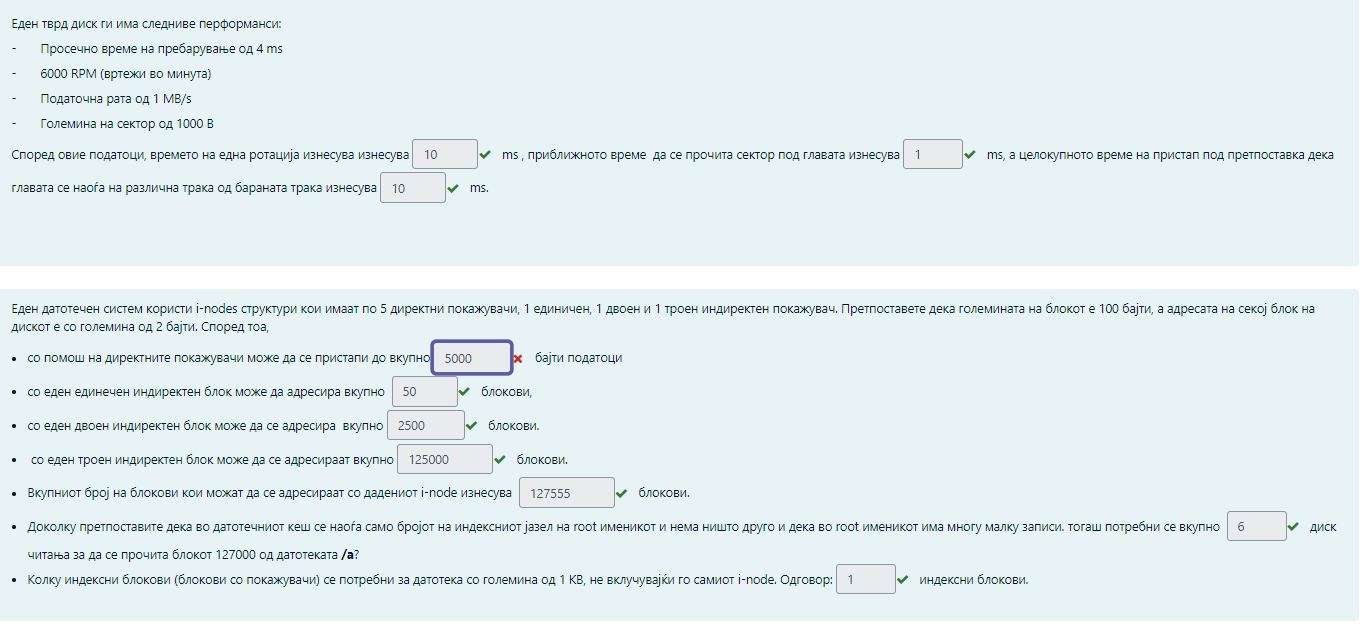 Еден тврд диск ги има следниве перформанси:
- Просечно време на пребарување од 4 ms
- 6000 RPM (вртежи во минута)
- Податочна рата од 1 MB/s
- Големина на сектор од 1000 B
Според овие податоци, времето на една ротација изнесува изнесува 10 ms , приближното време да се прочита сектор под главата изнесува 1 ms, а целокупното време на пристап под претпоставка дека
главата се наоѓа на различна трака од бараната трака изнесува 10 ms.
Еден датотечен систем користи i-nodes структури кои имаат по 5 директни покажувачи, 1 единичен, 1 двоен и 1 троен индиректен покажувач. Претпоставете дека големината на блокот е 100 бајти, а адресата на секој блок на
дискот е со големина од 2 бајти. Според тоа,
• со помош на директните покажувачи може да се пристапи до вкупно 5000 бајти податоци
• со еден единечен индиректен блок може да адресира вкупно 50 блокови,
• со еден двоен индиректен блок може да се адресира вкупно 2500 блокови.
• со еден троен индиректен блок може да се адресираат вкупно 125000 блокови.
• Вкупниот број на блокови кои можат да се адресираат со дадениот i-node изнесува 127555 блокови.
• Доколку претпоставите дека во датотечниот кеш се наоѓа само бројот на индексниот јазел на root именикот и нема ништо друго и дека во root именикот има многу малку записи. тогаш потребни се вкупно 6 диск
читања за да се прочита блокот 127000 од датотеката /a?
• Колку индексни блокови (блокови со покажувачи) се потребни за датотека со големина од 1 KB, не вклучувајќи го самиот i-node. Одговор: 1 индексни блокови.